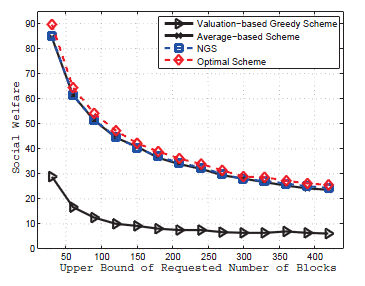 Valuation-based Greedy Scheme
Average-based Scheme
NGS
Optimal Scheme
Social Welfare
90
80
70
60
50
40
30
20
10
0
50 100 150 200 250 300 350 400
Upper Bound of Requested Number of Blocks